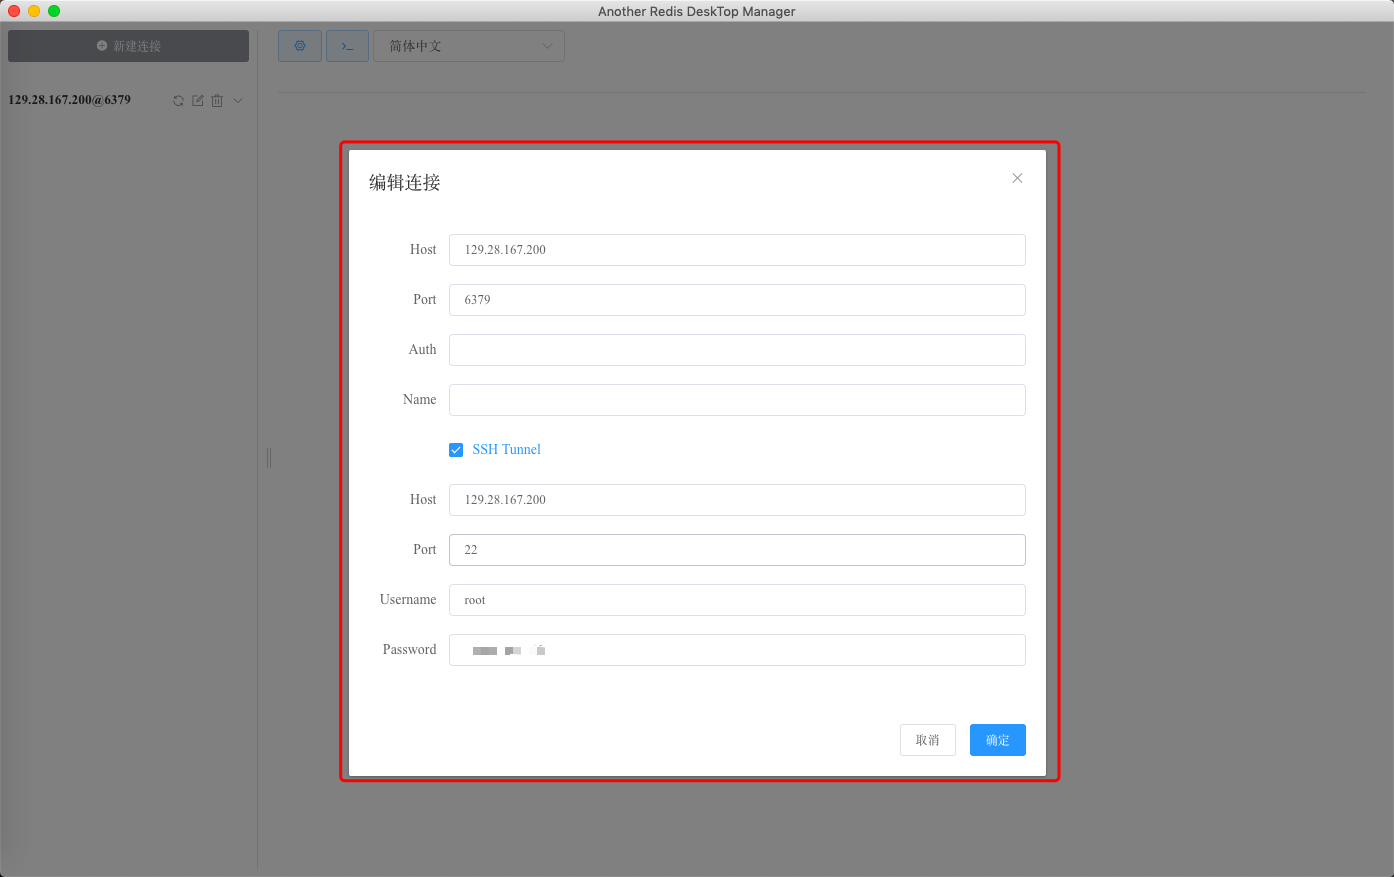 Another Redis DeskTop Manager
新建连接
简体中文
129.28.167.200@6379
编辑连接
Host 129.28.167.200
Port 6379
Auth
Name
SSH Tunnel
Host 129.28.167.200
Port 22
Username root
Password
取消 确定